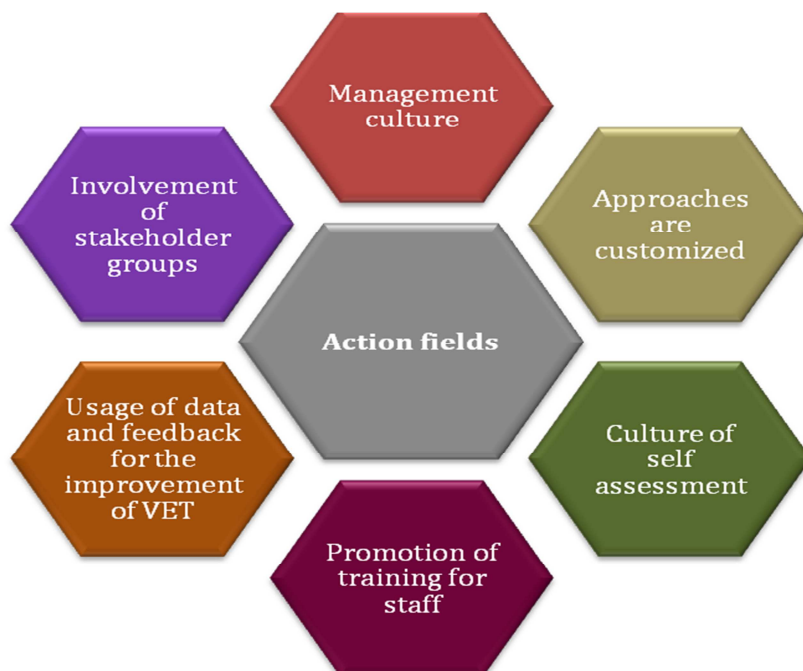 Management
culture
Involvement
of
stakeholder
groups
Approaches
are
customized
Action fields
Usage of data
and feedback
for the
improvement
of VET
Culture of
self
assessment
Promotion of
training for
staff